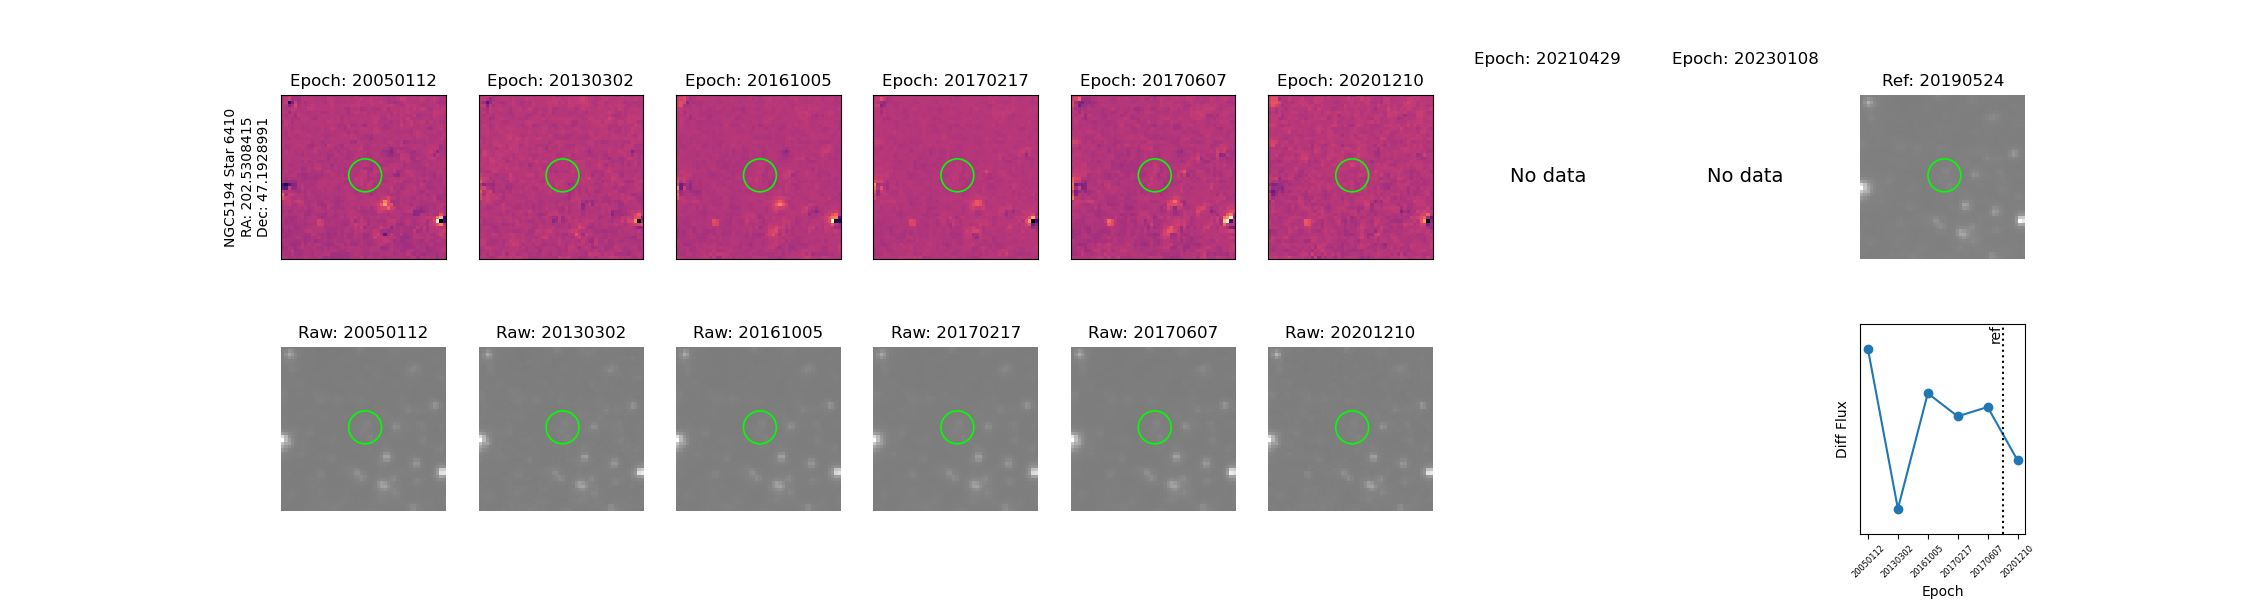 Epoch: 20210429
Epoch: 20230108
Epoch: 20050112
Epoch: 20130302
Epoch: 20161005
Epoch: 20170217
Epoch: 20170607
Epoch: 20201210
Ref: 20190524
NGC5194 Star 6410
RA: 202.5308415
Dec: 47.1928991
No data
No data
Raw: 20050112
Raw: 20130302
Raw: 20161005
Raw: 20170217
Raw: 20170607
Raw: 20201210
ref
Diff Flux
20050112
20130302
20161005
20170217
20170607
20201210
Epoch